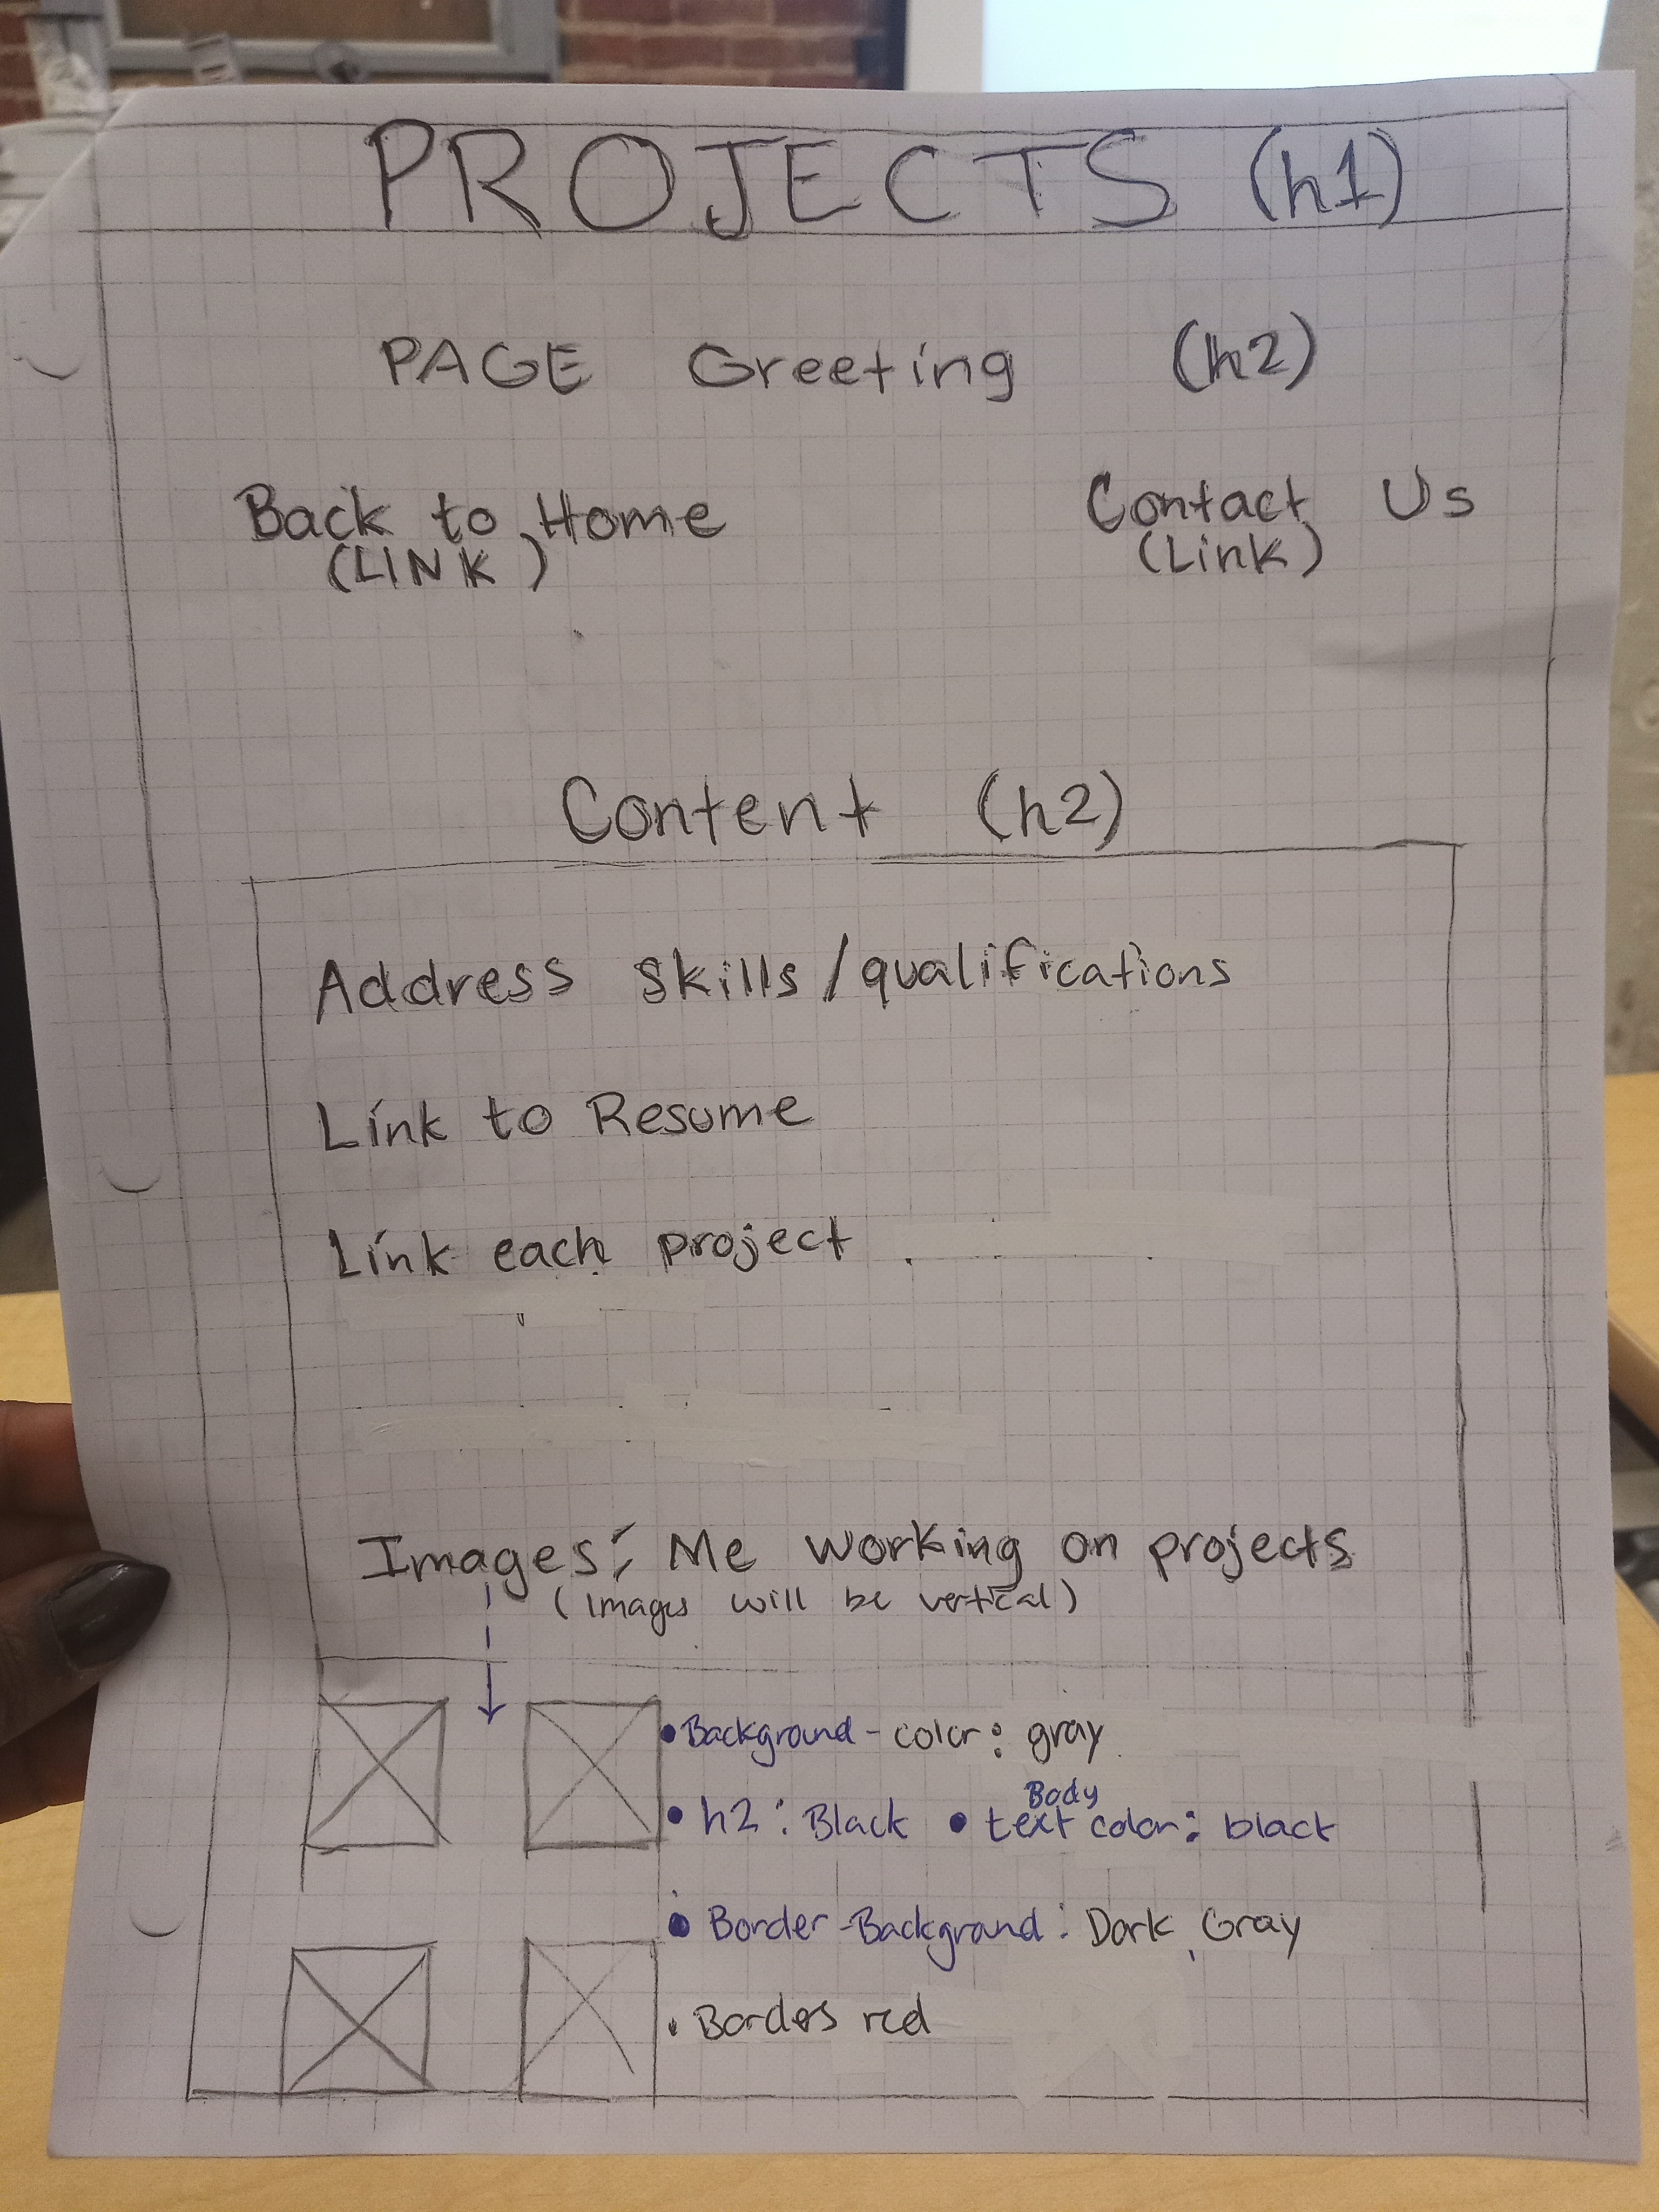 PROJECTS (h1)
PAGE Greeting (h2)
Back to Home
(LINK)
Contact Us
(Link)
Content (h2)
Address skills/qualifications
Link to Resume
Link each project
Images: Me working on projects
(Images will be vertical)
• Background-color: gray
• h2: Black • Body text color: black
• Border-Background: Dark Gray
• Borders red